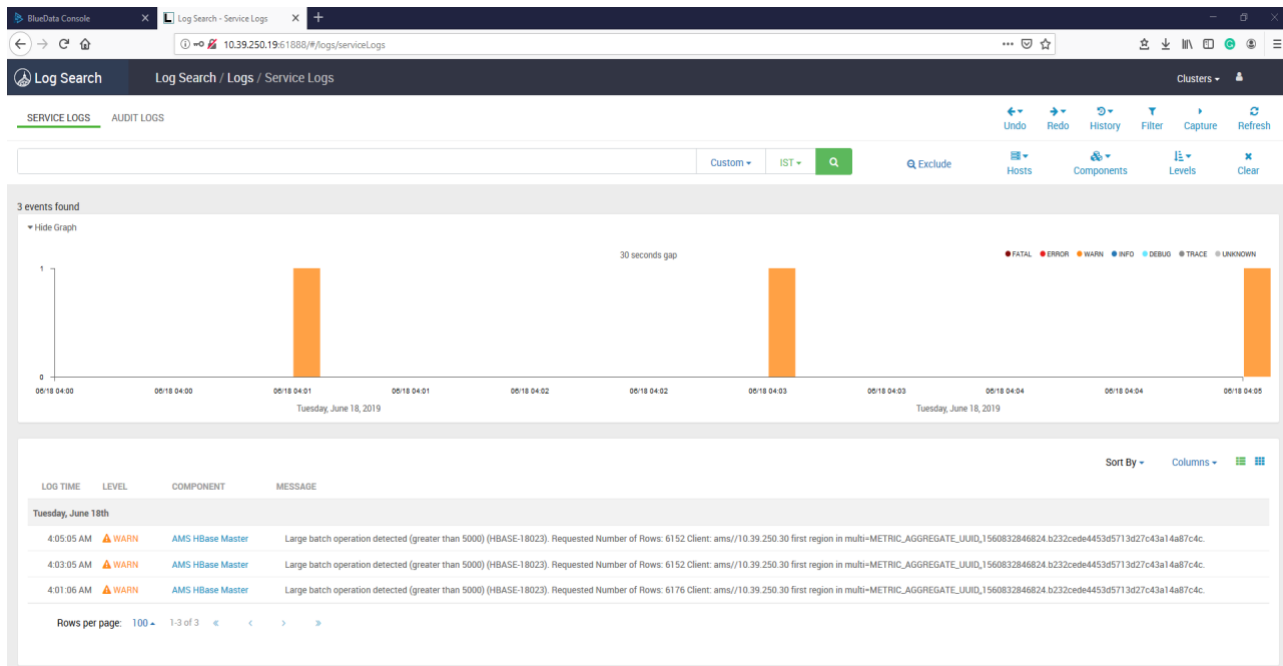 BlueData Console
Log Search - Service Logs
10.39.250.19:61888/#/logs/serviceLogs
Log Search
Log Search / Logs / Service Logs
Clusters
SERVICE LOGS AUDIT LOGS
Undo Redo History Filter Capture Refresh
Custom IST Exclude Hosts Components Levels Clear
3 events found
Hide Graph
30 seconds gap
FATAL ERROR WARN INFO DEBUG TRACE UNKNOWN
1
0
06/18 04:00 06/18 04:00 06/18 04:01 06/18 04:01 06/18 04:02 06/18 04:02 06/18 04:03 06/18 04:03 06/18 04:04 06/18 04:04 06/18 04:05
Tuesday, June 18, 2019 Tuesday, June 18, 2019
Sort By Columns
LOG TIME LEVEL COMPONENT MESSAGE
Tuesday, June 18th
4:05:05 AM WARN AMS HBase Master Large batch operation detected (greater than 5000) (HBASE-18023). Requested Number of Rows: 6152 Client: ams//10.39.250.30 first region in multi=METRIC_AGGREGATE_UUID_1560832846824.b232cede4453d5713d27c43a14a87c4c.
4:03:05 AM WARN AMS HBase Master Large batch operation detected (greater than 5000) (HBASE-18023). Requested Number of Rows: 6152 Client: ams//10.39.250.30 first region in multi=METRIC_AGGREGATE_UUID_1560832846824.b232cede4453d5713d27c43a14a87c4c.
4:01:06 AM WARN AMS HBase Master Large batch operation detected (greater than 5000) (HBASE-18023). Requested Number of Rows: 6176 Client: ams//10.39.250.30 first region in multi=METRIC_AGGREGATE_UUID_1560832846824.b232cede4453d5713d27c43a14a87c4c.
Rows per page: 100 1-3 of 3